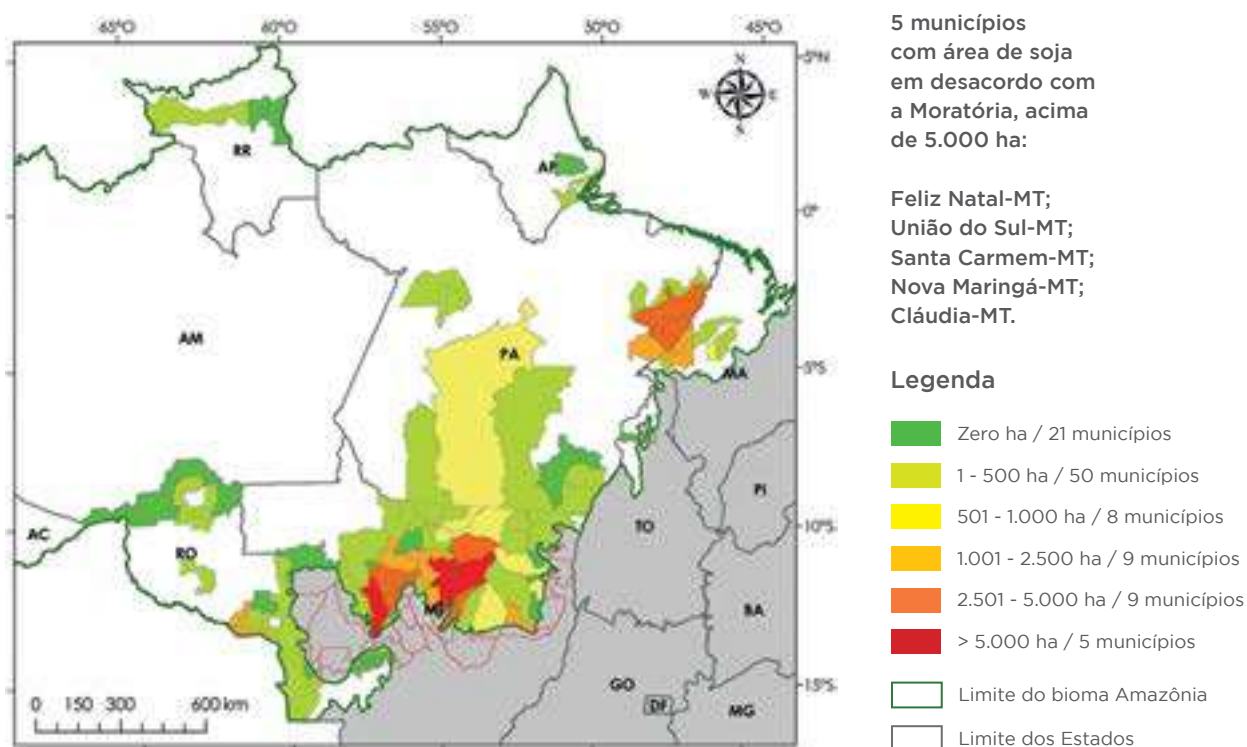 65°O 60°O 55°O 50°O 45°O
5°N
0°
5°S
10°S
15°S
N
W E
S
RR
AP
AM
PA
MA
PI
TO
AC
RO
MT
BA
GO
DF
MG
0 150 300 600 km
5 municípios
com área de soja
em desacordo com
a Moratória, acima
de 5.000 ha:
Feliz Natal-MT;
União do Sul-MT;
Santa Carmem-MT;
Nova Maringá-MT;
Cláudia-MT.
Legenda
Zero ha / 21 municípios
1 - 500 ha / 50 municípios
501 - 1.000 ha / 8 municípios
1.001 - 2.500 ha / 9 municípios
2.501 - 5.000 ha / 9 municípios
> 5.000 ha / 5 municípios
Limite do bioma Amazônia
Limite dos Estados